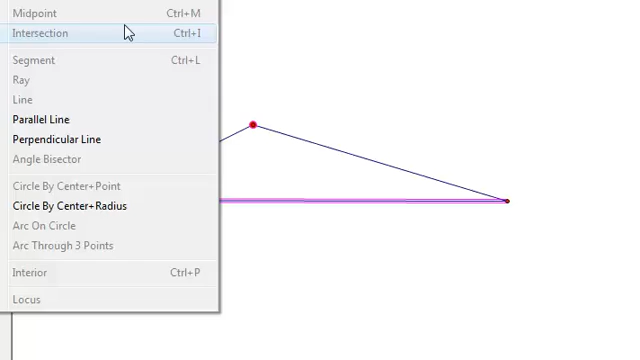 Midpoint Ctrl+M
Intersection Ctrl+I
Segment Ctrl+L
Ray
Line
Parallel Line
Perpendicular Line
Angle Bisector
Circle By Center+Point
Circle By Center+Radius
Arc On Circle
Arc Through 3 Points
Interior Ctrl+P
Locus